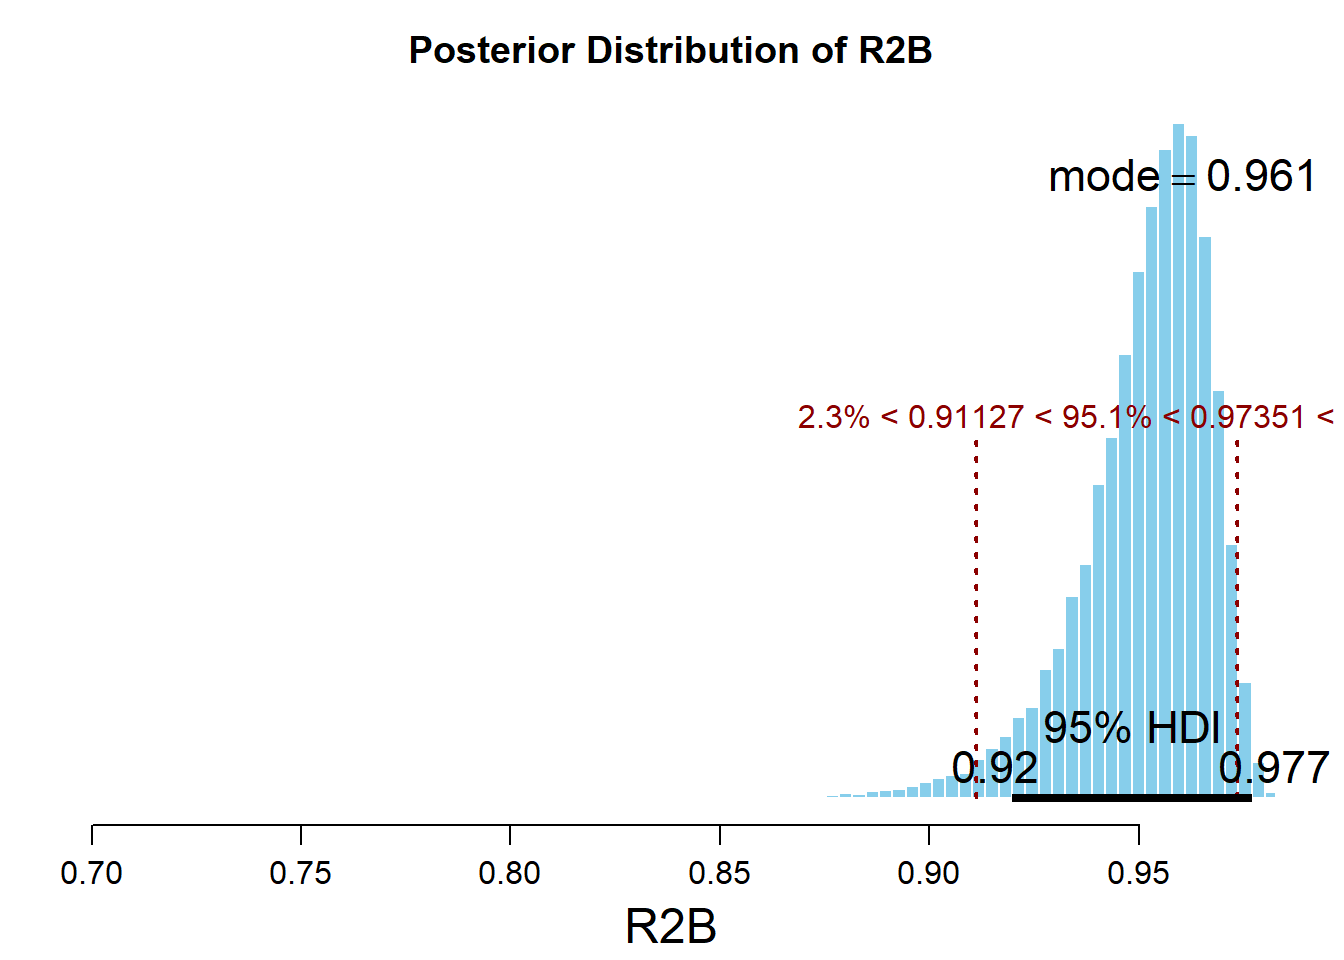 Posterior Distribution of R2B
mode = 0.961
2.3% < 0.91127 < 95.1% < 0.97351 <
95% HDI
0.92 0.977
0.70 0.75 0.80 0.85 0.90 0.95
R2B